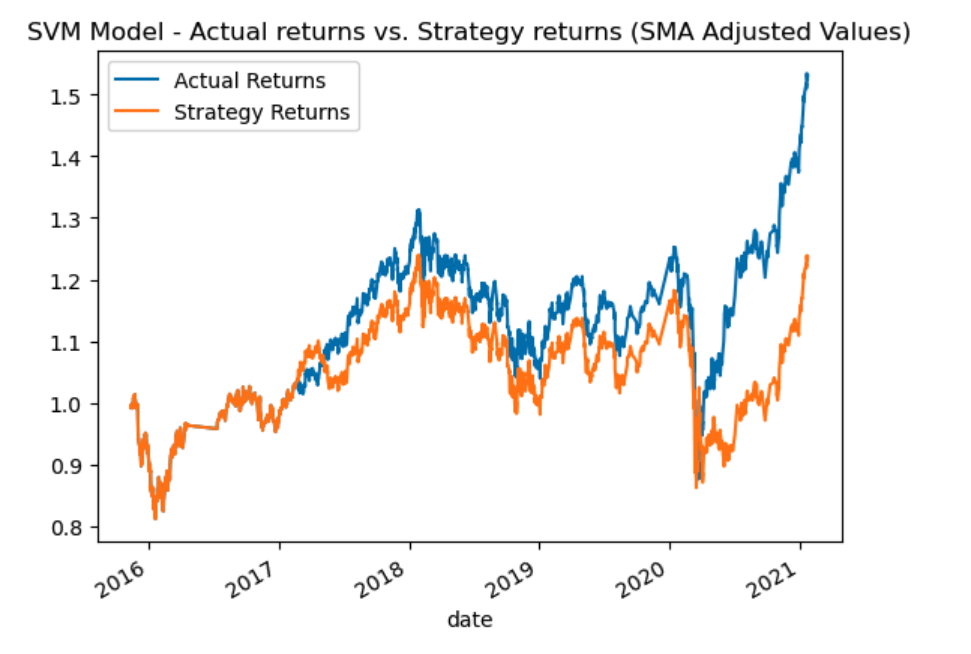 SVM Model - Actual returns vs. Strategy returns (SMA Adjusted Values)
Actual Returns
Strategy Returns
1.5
1.4
1.3
1.2
1.1
1.0
0.9
0.8
2016 2017 2018 2019 2020 2021
date